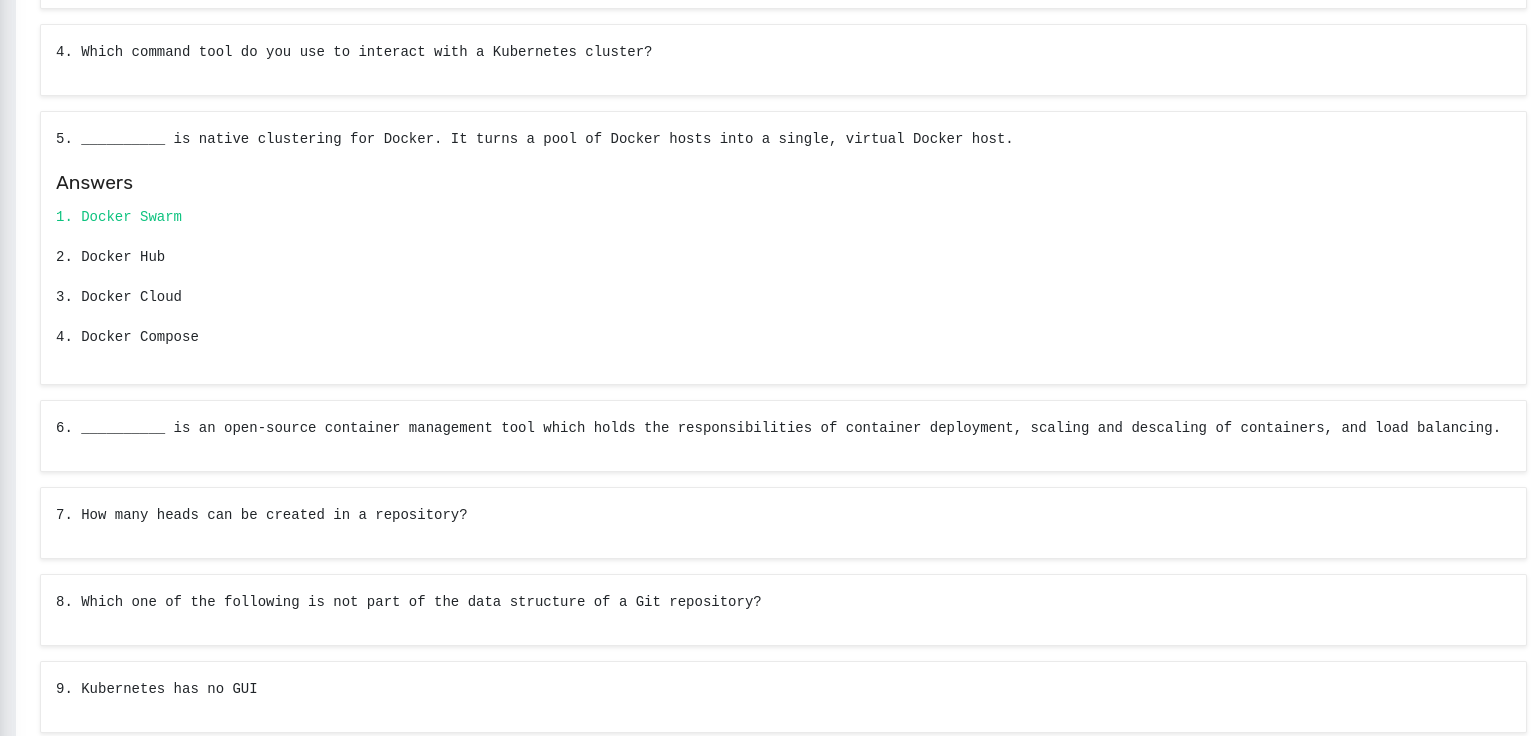 4. Which command tool do you use to interact with a Kubernetes cluster?
5. __________ is native clustering for Docker. It turns a pool of Docker hosts into a single, virtual Docker host.
Answers
1. Docker Swarm
2. Docker Hub
3. Docker Cloud
4. Docker Compose
6. __________ is an open-source container management tool which holds the responsibilities of container deployment, scaling and descaling of containers, and load balancing.
7. How many heads can be created in a repository?
8. Which one of the following is not part of the data structure of a Git repository?
9. Kubernetes has no GUI